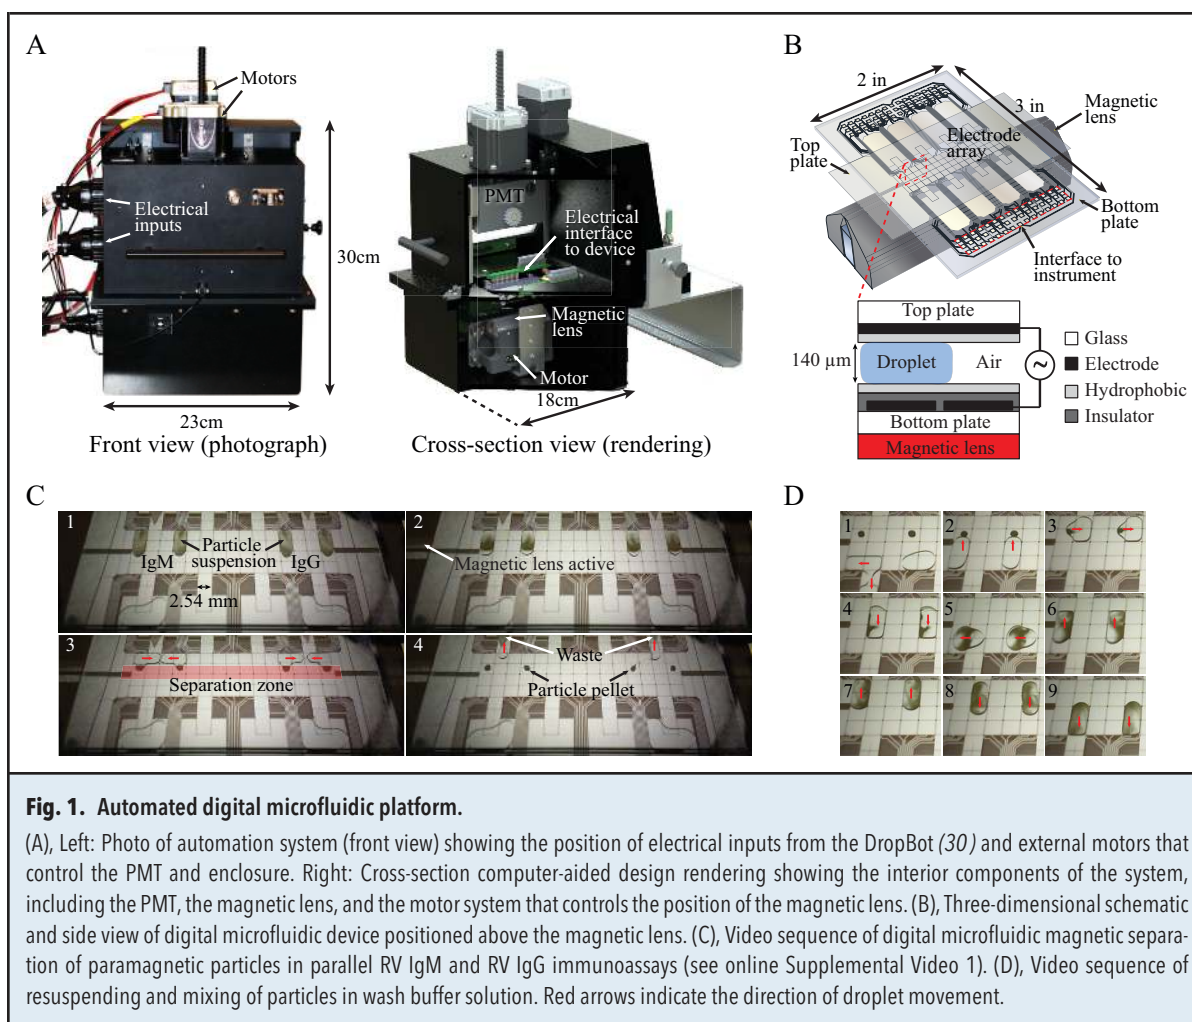 A
Motors
Electrical
inputs
30cm
23cm
Front view (photograph)
PMT
Electrical
interface
to device
Magnetic
lens
Motor
18cm
Cross-section view (rendering)
B
2 in
3 in
Magnetic
lens
Electrode
array
Top
plate
Bottom
plate
Interface to
instrument
Top plate
140 µm
Droplet
Air
Bottom plate
Magnetic lens
Glass
Electrode
Hydrophobic
Insulator
C
1
IgM
Particle
suspension
IgG
2.54 mm
2
Magnetic lens active
3
Separation zone
4
Waste
Particle pellet
D
1
2
3
4
5
6
7
8
9
Fig. 1. Automated digital microfluidic platform.
(A), Left: Photo of automation system (front view) showing the position of electrical inputs from the DropBot (30) and external motors that
control the PMT and enclosure. Right: Cross-section computer-aided design rendering showing the interior components of the system,
including the PMT, the magnetic lens, and the motor system that controls the position of the magnetic lens. (B), Three-dimensional schematic
and side view of digital microfluidic device positioned above the magnetic lens. (C), Video sequence of digital microfluidic magnetic separa-
tion of paramagnetic particles in parallel RV IgM and RV IgG immunoassays (see online Supplemental Video 1). (D), Video sequence of
resuspending and mixing of particles in wash buffer solution. Red arrows indicate the direction of droplet movement.